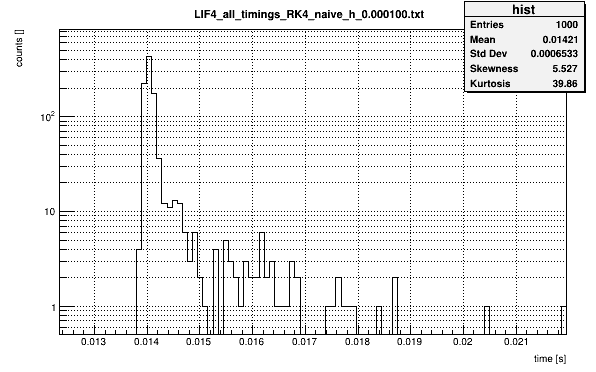 LIF4_all_timings_RK4_naive_h_0.000100.txt
hist
Entries 1000
Mean 0.01421
Std Dev 0.0006533
Skewness 5.527
Kurtosis 39.86
counts []
10²
10
1
0.013 0.014 0.015 0.016 0.017 0.018 0.019 0.02 0.021
time [s]